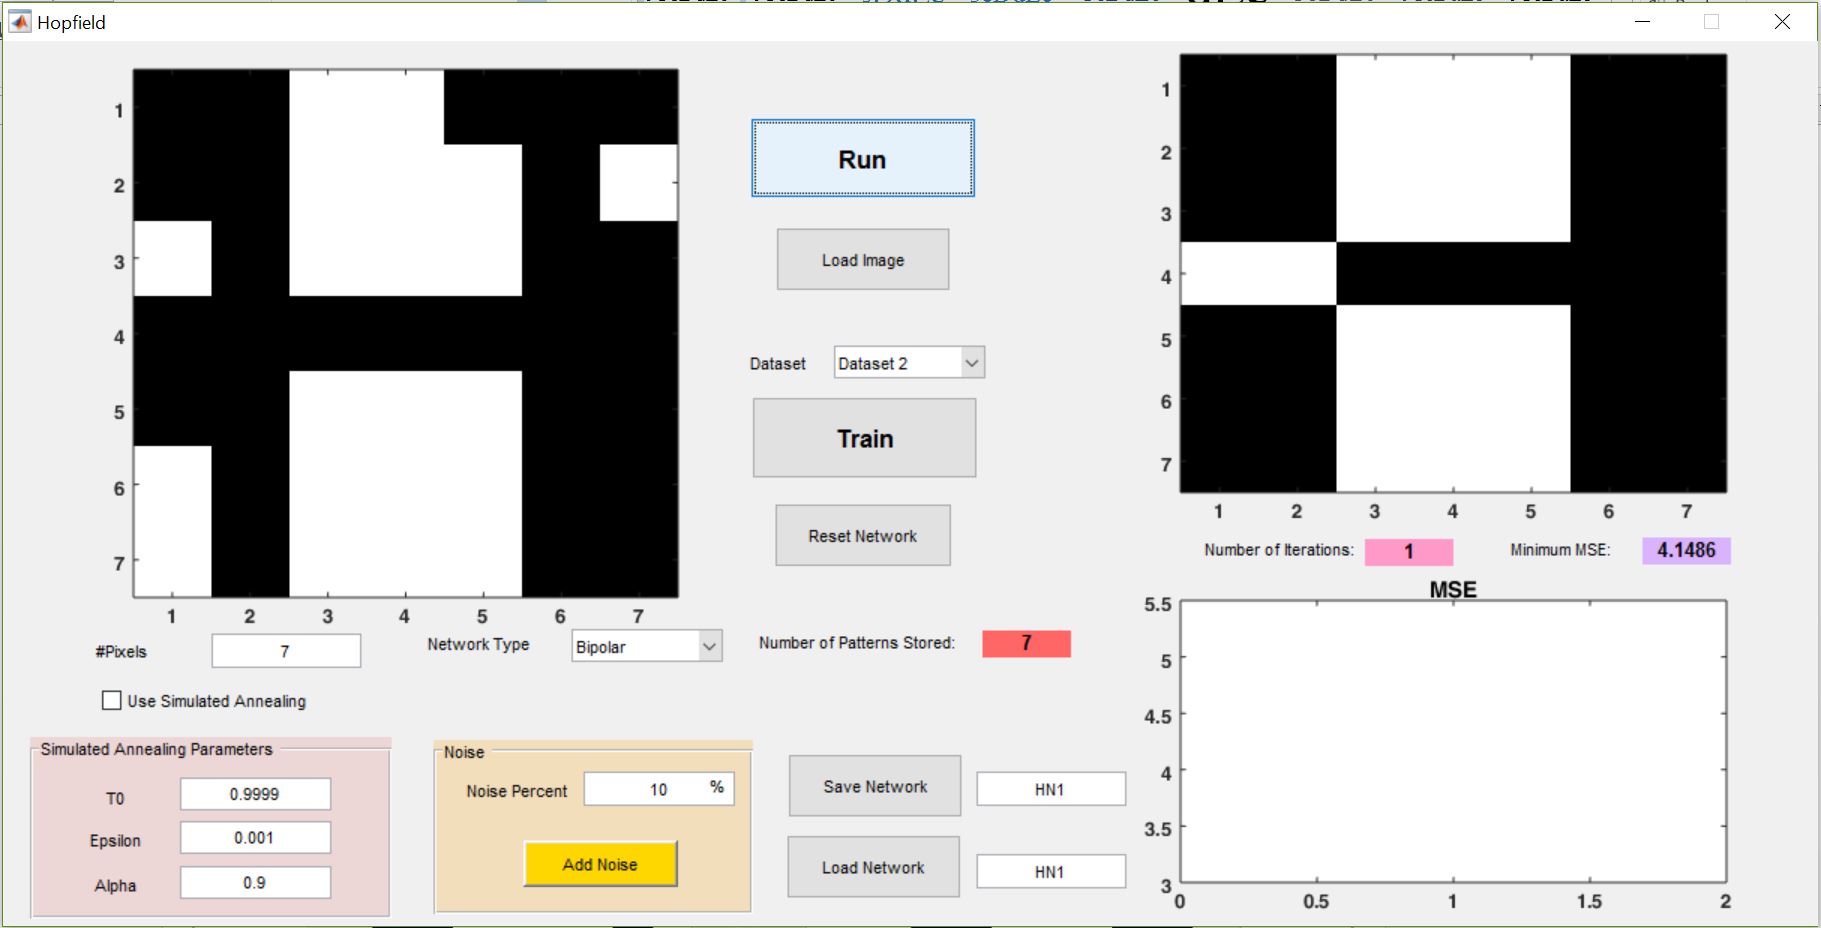 Hopfield
1
2
3
4
5
6
7
1 2 3 4 5 6 7
#Pixels 7
Network Type Bipolar
Use Simulated Annealing
Simulated Annealing Parameters
T0 0.9999
Epsilon 0.001
Alpha 0.9
Noise
Noise Percent 10 %
Add Noise
Run
Load Image
Dataset Dataset 2
Train
Reset Network
Number of Patterns Stored: 7
Save Network HN1
Load Network HN1
1
2
3
4
5
6
7
1 2 3 4 5 6 7
Number of Iterations: 1 Minimum MSE: 4.1486
MSE
5.5
5
4.5
4
3.5
3
0 0.5 1 1.5 2